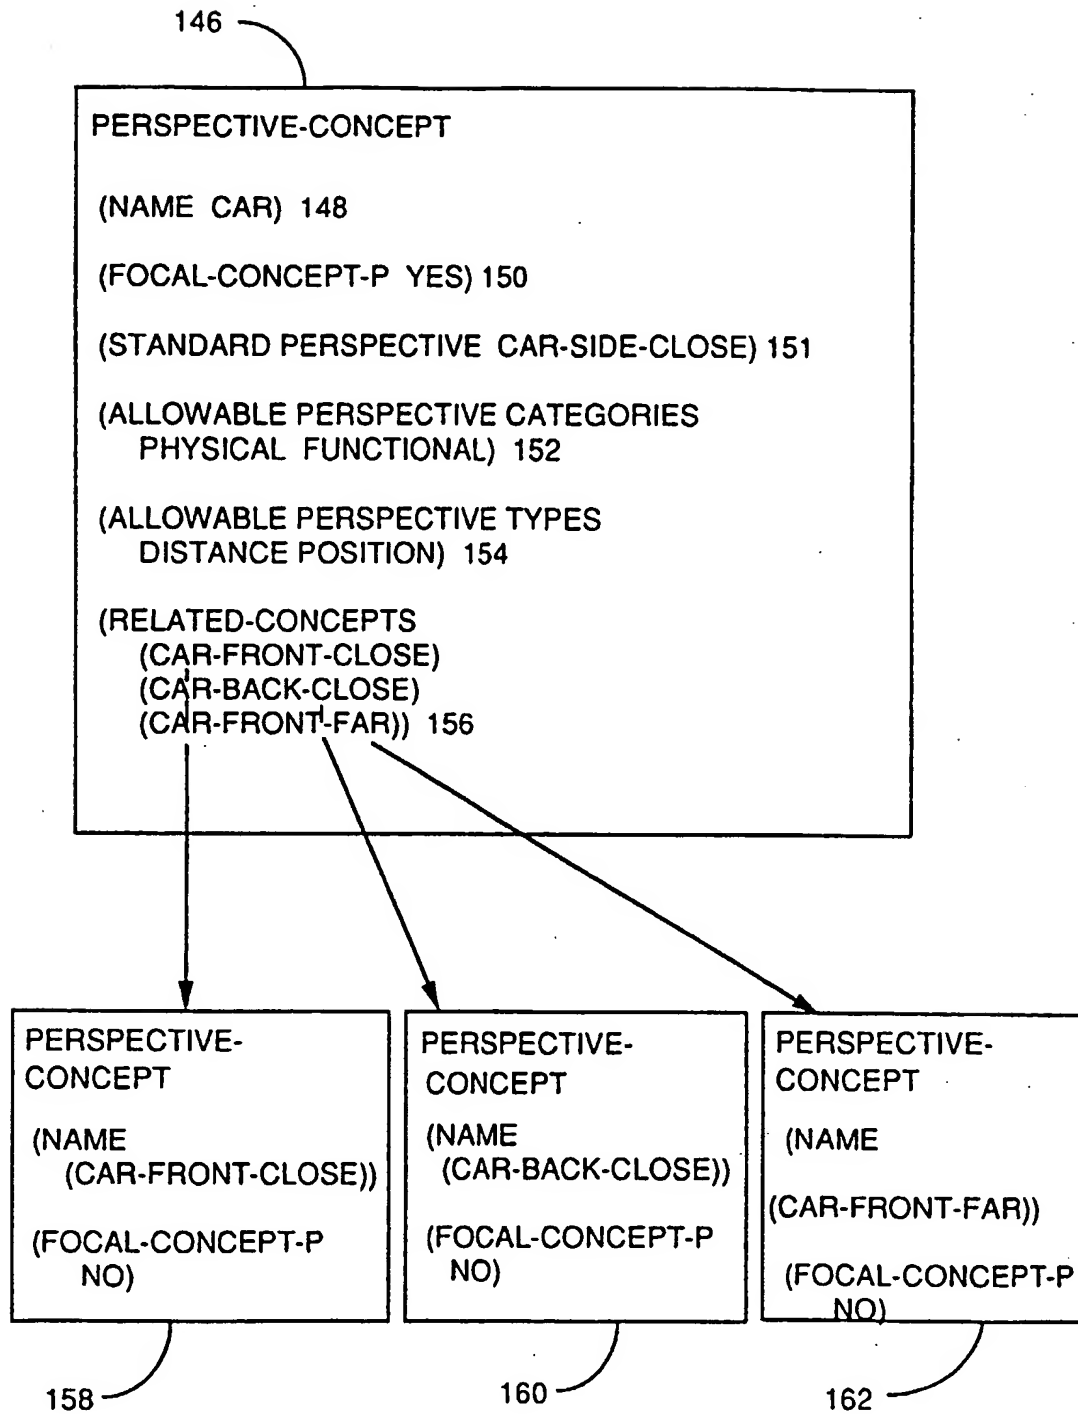 146
PERSPECTIVE-CONCEPT
(NAME CAR) 148
(FOCAL-CONCEPT-P YES) 150
(STANDARD PERSPECTIVE CAR-SIDE-CLOSE) 151
(ALLOWABLE PERSPECTIVE CATEGORIES
PHYSICAL FUNCTIONAL) 152
(ALLOWABLE PERSPECTIVE TYPES
DISTANCE POSITION) 154
(RELATED-CONCEPTS
(CAR-FRONT-CLOSE)
(CAR-BACK-CLOSE)
(CAR-FRONT-FAR)) 156
PERSPECTIVE-
CONCEPT
(NAME
(CAR-FRONT-CLOSE))
(FOCAL-CONCEPT-P
NO)
158
PERSPECTIVE-
CONCEPT
(NAME
(CAR-BACK-CLOSE))
(FOCAL-CONCEPT-P
NO)
160
PERSPECTIVE-
CONCEPT
(NAME
(CAR-FRONT-FAR))
(FOCAL-CONCEPT-P
NO)
162